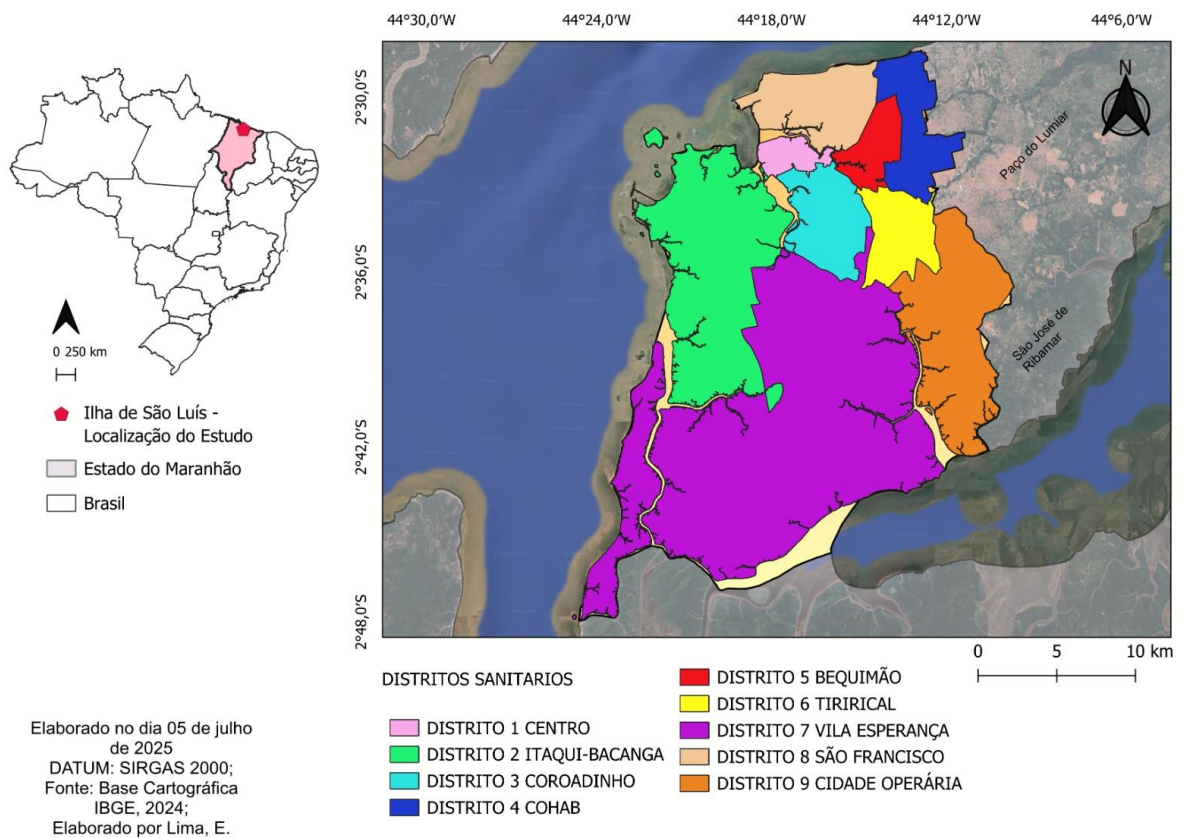 44°30,0'W 44°24,0'W 44°18,0'W 44°12,0'W 44°6,0'W
2°30,0'S
2°36,0'S
2°42,0'S
2°48,0'S
N
Paço do Lumiar
São José de
Ribamar
0 250 km
Ilha de São Luís -
Localização do Estudo
Estado do Maranhão
Brasil
0 5 10 km
DISTRITOS SANITARIOS
DISTRITO 1 CENTRO
DISTRITO 2 ITAQUI-BACANGA
DISTRITO 3 COROADINHO
DISTRITO 4 COHAB
DISTRITO 5 BEQUIMÃO
DISTRITO 6 TIRIRICAL
DISTRITO 7 VILA ESPERANÇA
DISTRITO 8 SÃO FRANCISCO
DISTRITO 9 CIDADE OPERÁRIA
Elaborado no dia 05 de julho
de 2025
DATUM: SIRGAS 2000;
Fonte: Base Cartográfica
IBGE, 2024;
Elaborado por Lima, E.